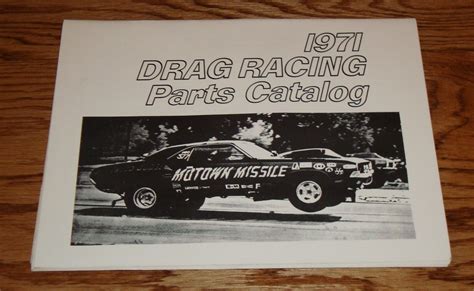 1971
DRAG RACING
Parts Catalog
MOTOWN MISSILE